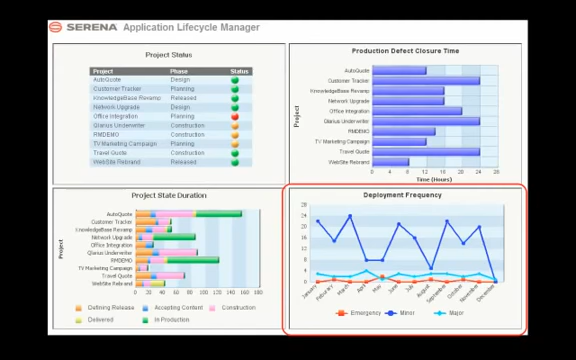 SERENA Application Lifecycle Manager
Project Status
Project Phase Status
AutoQuote Design
Customer Tracker Planning
KnowledgeBase Revamp Released
Network Upgrade Design
Office Integration Planning
Qlarius Underwriter Construction
RMDEMO Construction
TV Marketing Campaign Planning
Travel Quote Construction
WebSite Rebrand Released
Production Defect Closure Time
Project
AutoQuote
Customer Tracker
KnowledgeBase Revamp
Network Upgrade
Office Integration
Qlarius Underwriter
RMDEMO
TV Marketing Campaign
Travel Quote
WebSite Rebrand
0 4 8 12 16 20 24 28
Time (Hours)
Project State Duration
Project
AutoQuote
Customer Tracker
KnowledgeBase Revamp
Network Upgrade
Office Integration
Qlarius Underwriter
RMDEMO
TV Marketing Campaign
Travel Quote
WebSite Rebrand
0 20 40 60 80 100 120 140 160 180
Defining Release Accepting Content Construction
Delivered In Production
Deployment Frequency
28
24
20
16
12
8
4
0
January February March April May June July August September October November December
Emergency Minor Major